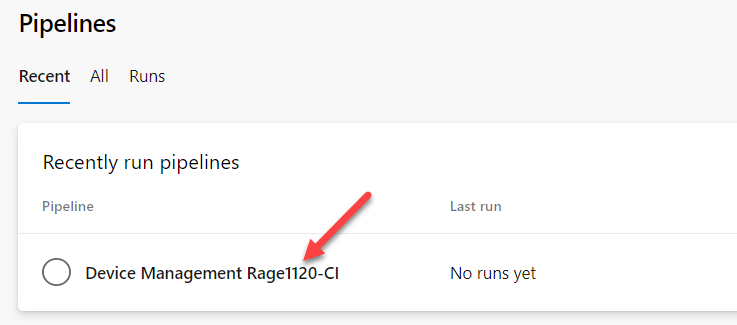 Pipelines
Recent All Runs
Recently run pipelines
Pipeline Last run
Device Management Rage1120-CI No runs yet